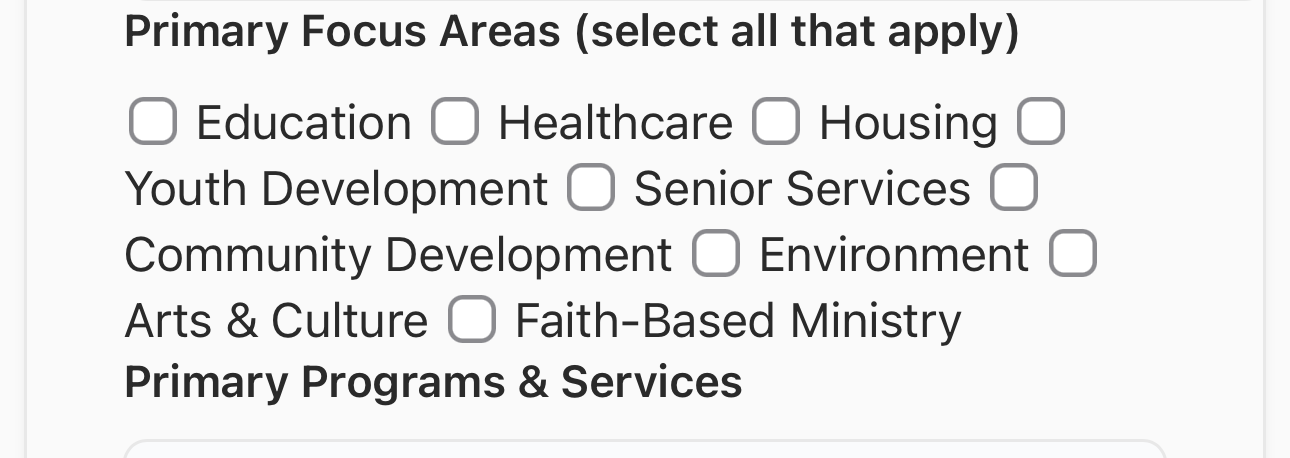 Primary Focus Areas (select all that apply)
Education Healthcare Housing
Youth Development Senior Services
Community Development Environment
Arts & Culture Faith-Based Ministry
Primary Programs & Services